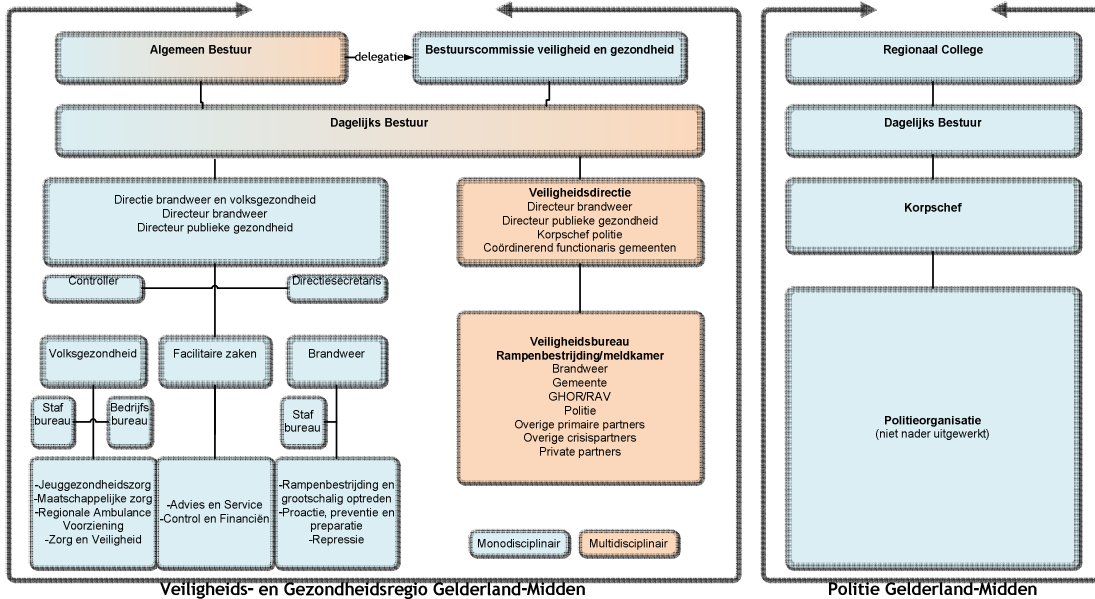 Algemeen Bestuur
delegatie
Bestuurscommissie veiligheid en gezondheid
Dagelijks Bestuur
Directie brandweer en volksgezondheid
Directeur brandweer
Directeur publieke gezondheid
Veiligheidsdirectie
Directeur brandweer
Directeur publieke gezondheid
Korpschef politie
Coördinerend functionaris gemeenten
Controller
Directiesecretaris
Volksgezondheid
Facilitaire zaken
Brandweer
Staf
bureau
Bedrijfs
bureau
Staf
bureau
-Jeuggezondheidszorg
-Maatschappelijke zorg
-Regionale Ambulance
Voorziening
-Zorg en Veiligheid
-Advies en Service
-Control en Financiën
-Rampenbestrijding en
grootschalig optreden
-Proactie, preventie en
preparatie
-Repressie
Veiligheidsbureau
Rampenbestrijding/meldkamer
Brandweer
Gemeente
GHOR/RAV
Politie
Overige primaire partners
Overige crisispartners
Private partners
Monodisciplinair
Multidisciplinair
Veiligheids- en Gezondheidsregio Gelderland-Midden
Regionaal College
Dagelijks Bestuur
Korpschef
Politieorganisatie
(niet nader uitgewerkt)
Politie Gelderland-Midden